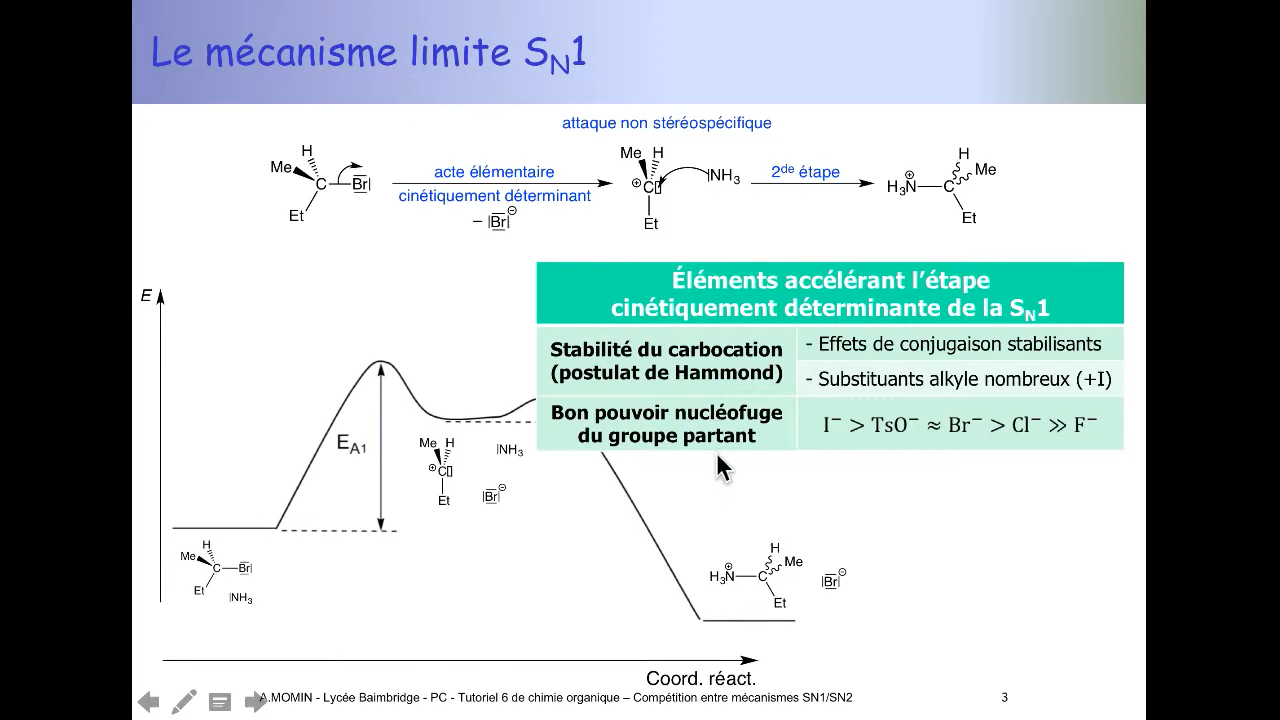 Le mécanisme limite SN1
attaque non stéréospécifique
H
Me
C
Br
Et
acte élémentaire
cinétiquement déterminant
– |Br|⊖
Me H
⊕
C
Et
|NH3
2de étape
H
⊕
Me
H3N
C
Et
E
Éléments accélérant l'étape
cinétiquement déterminante de la SN1
Stabilité du carbocation
(postulat de Hammond)
- Effets de conjugaison stabilisants
- Substituants alkyle nombreux (+I)
Bon pouvoir nucléofuge
du groupe partant
I⁻ > TsO⁻ ≈ Br⁻ > Cl⁻ ≫ F⁻
EA1
Me H
⊕
C
Et
|NH3
|Br|⊖
H
Me
C
Br
Et
|NH3
H
⊕
Me
H3N
C
Et
|Br|⊖
Coord. réact.
A.MOMIN - Lycée Baimbridge - PC - Tutoriel 6 de chimie organique – Compétition entre mécanismes SN1/SN2
3